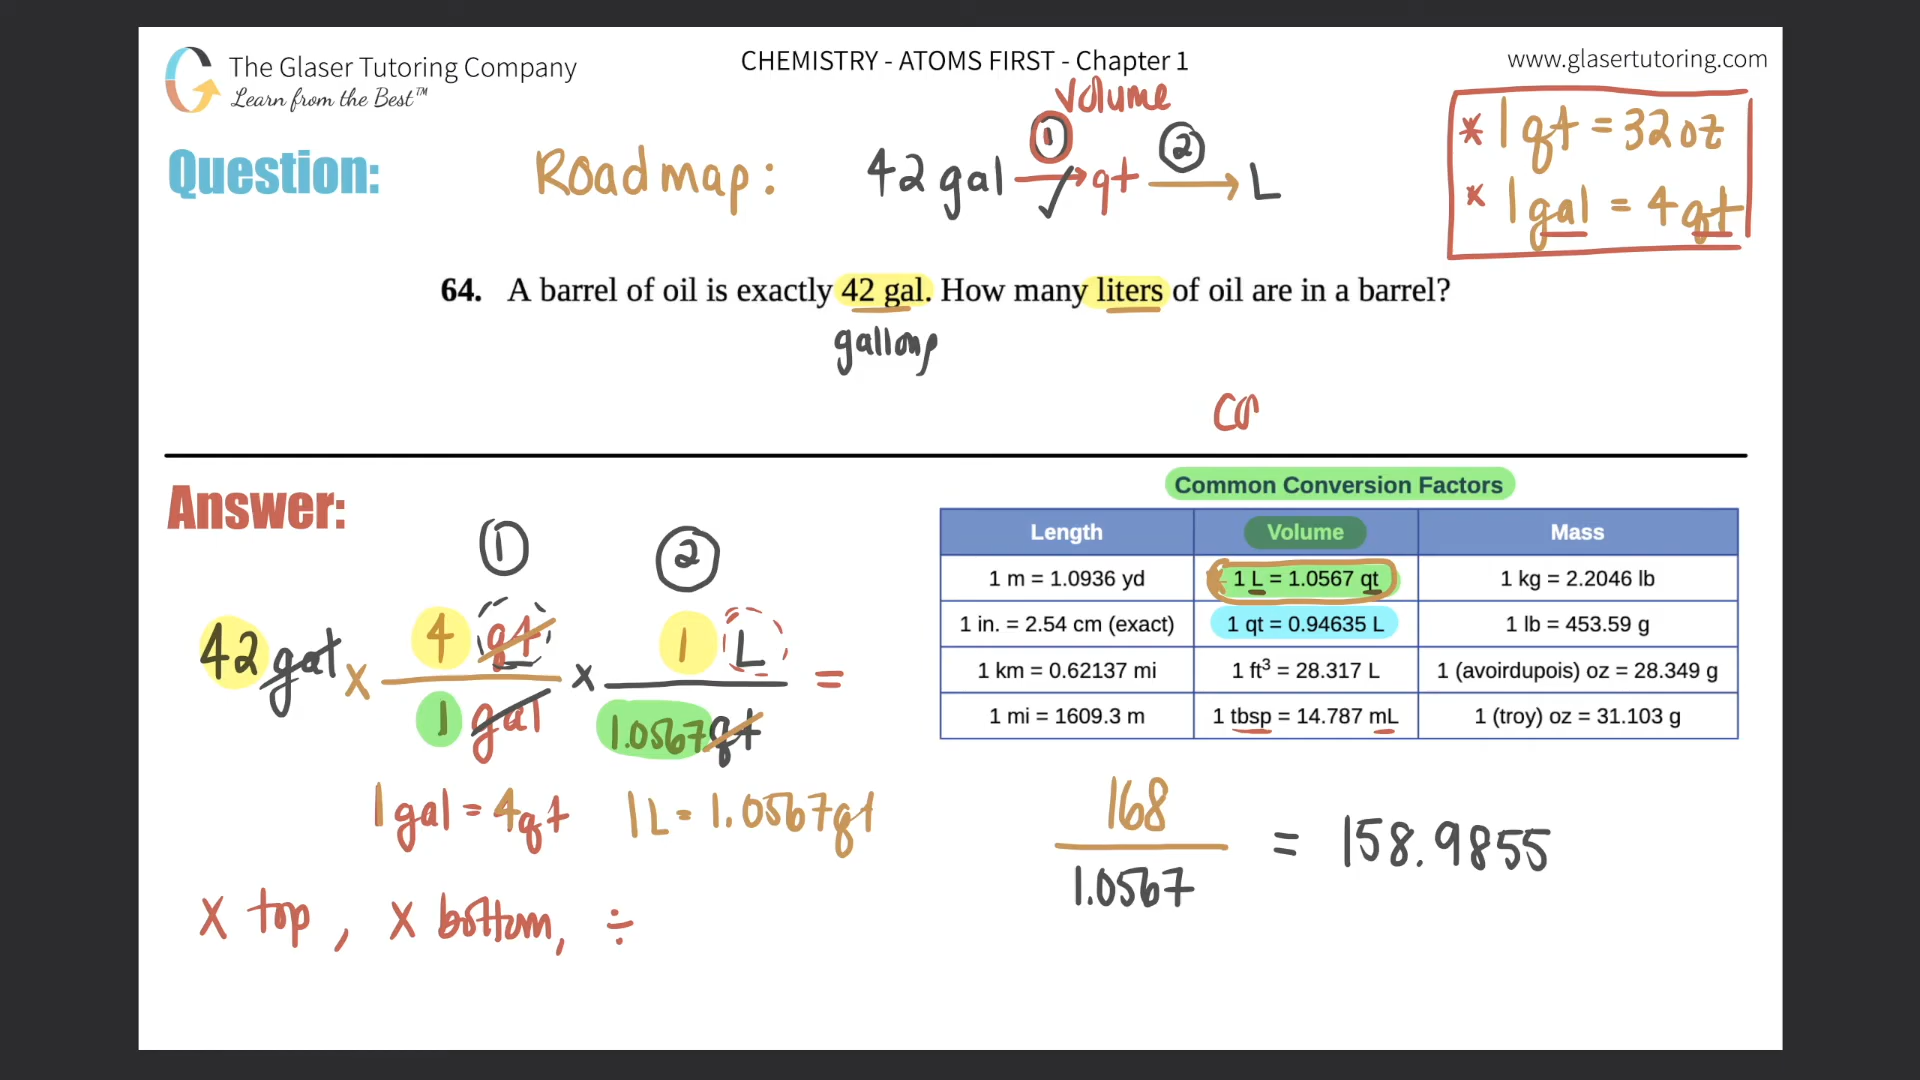 The Glaser Tutoring Company
Learn from the Best™
CHEMISTRY - ATOMS FIRST - Chapter 1
www.glasertutoring.com
Question:
Roadmap:
Volume
42 gal ① → qt ② → L
* 1 qt = 32 oz
* 1 gal = 4 qt
64. A barrel of oil is exactly 42 gal. How many liters of oil are in a barrel?
gallons
Answer:
① ②
42 gal × 4 qt / 1 gal × 1 L / 1.0567 qt =
1 gal = 4 qt
1 L = 1.0567 qt
× top, × bottom, ÷
Common Conversion Factors
Length Volume Mass
1 m = 1.0936 yd 1 L = 1.0567 qt 1 kg = 2.2046 lb
1 in. = 2.54 cm (exact) 1 qt = 0.94635 L 1 lb = 453.59 g
1 km = 0.62137 mi 1 ft³ = 28.317 L 1 (avoirdupois) oz = 28.349 g
1 mi = 1609.3 m 1 tbsp = 14.787 mL 1 (troy) oz = 31.103 g
168 / 1.0567 = 158.9855